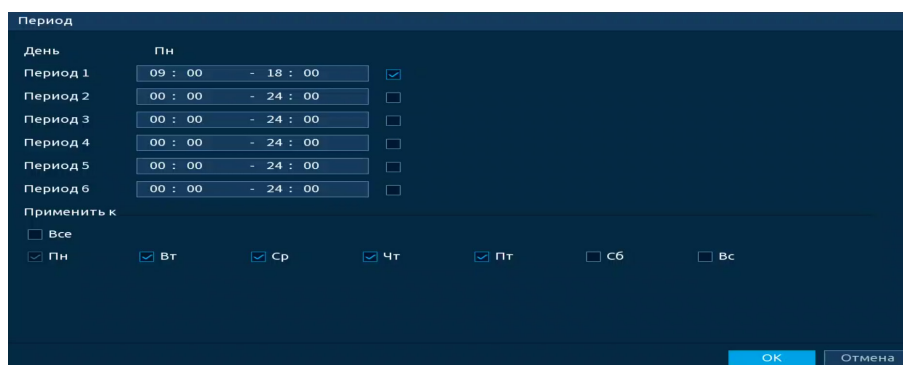 Период
День Пн
Период 1 09 : 00 - 18 : 00
Период 2 00 : 00 - 24 : 00
Период 3 00 : 00 - 24 : 00
Период 4 00 : 00 - 24 : 00
Период 5 00 : 00 - 24 : 00
Период 6 00 : 00 - 24 : 00
Применить к
Все
Пн Вт Ср Чт Пт Сб Вс
OK Отмена